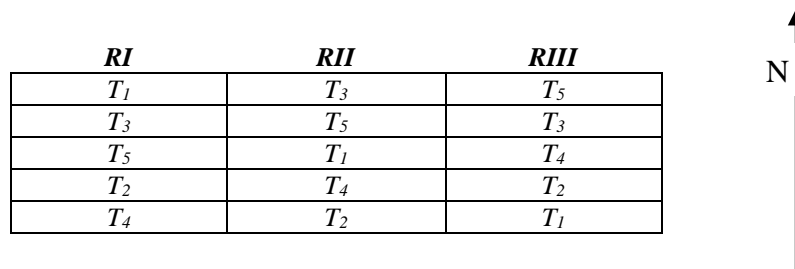 RI RII RIII
N
T1 T3 T5
T3 T5 T3
T5 T1 T4
T2 T4 T2
T4 T2 T1